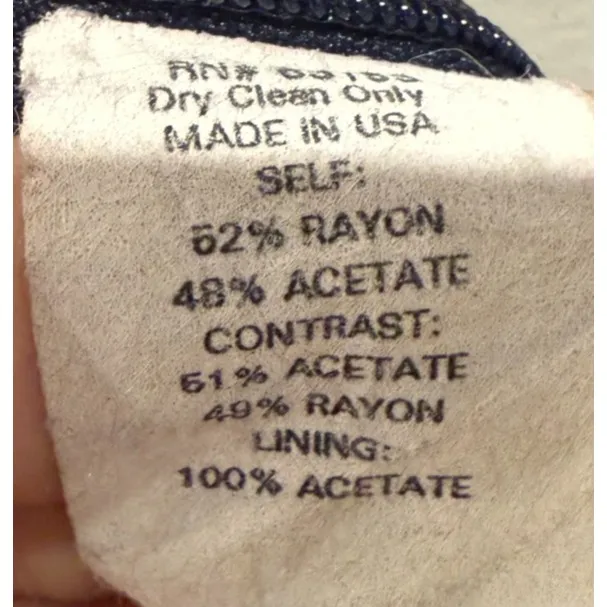 RN#
Dry Clean Only
MADE IN USA
SELF:
52% RAYON
48% ACETATE
CONTRAST:
51% ACETATE
49% RAYON
LINING:
100% ACETATE